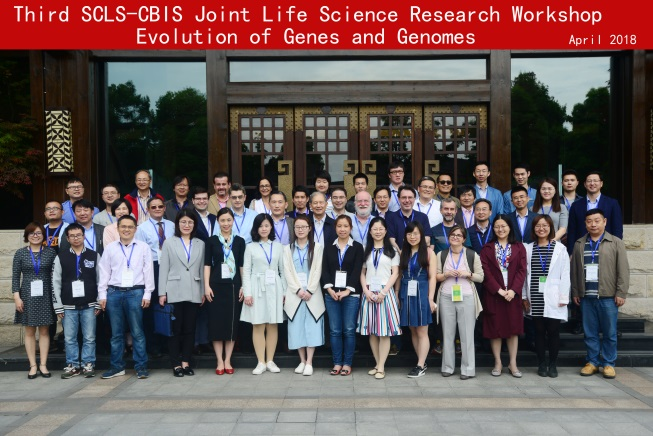 Third SCLS-CBIS Joint Life Science Research Workshop
Evolution of Genes and Genomes
April 2018